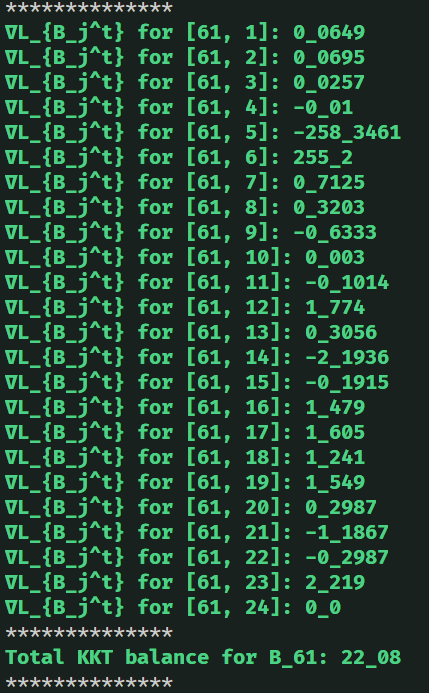 **************
∇L_{B_j^t} for [61, 1]: 0_0649
∇L_{B_j^t} for [61, 2]: 0_0695
∇L_{B_j^t} for [61, 3]: 0_0257
∇L_{B_j^t} for [61, 4]: -0_01
∇L_{B_j^t} for [61, 5]: -258_3461
∇L_{B_j^t} for [61, 6]: 255_2
∇L_{B_j^t} for [61, 7]: 0_7125
∇L_{B_j^t} for [61, 8]: 0_3203
∇L_{B_j^t} for [61, 9]: -0_6333
∇L_{B_j^t} for [61, 10]: 0_003
∇L_{B_j^t} for [61, 11]: -0_1014
∇L_{B_j^t} for [61, 12]: 1_774
∇L_{B_j^t} for [61, 13]: 0_3056
∇L_{B_j^t} for [61, 14]: -2_1936
∇L_{B_j^t} for [61, 15]: -0_1915
∇L_{B_j^t} for [61, 16]: 1_479
∇L_{B_j^t} for [61, 17]: 1_605
∇L_{B_j^t} for [61, 18]: 1_241
∇L_{B_j^t} for [61, 19]: 1_549
∇L_{B_j^t} for [61, 20]: 0_2987
∇L_{B_j^t} for [61, 21]: -1_1867
∇L_{B_j^t} for [61, 22]: -0_2987
∇L_{B_j^t} for [61, 23]: 2_219
∇L_{B_j^t} for [61, 24]: 0_0
**************
Total KKT balance for B_61: 22_08
**************